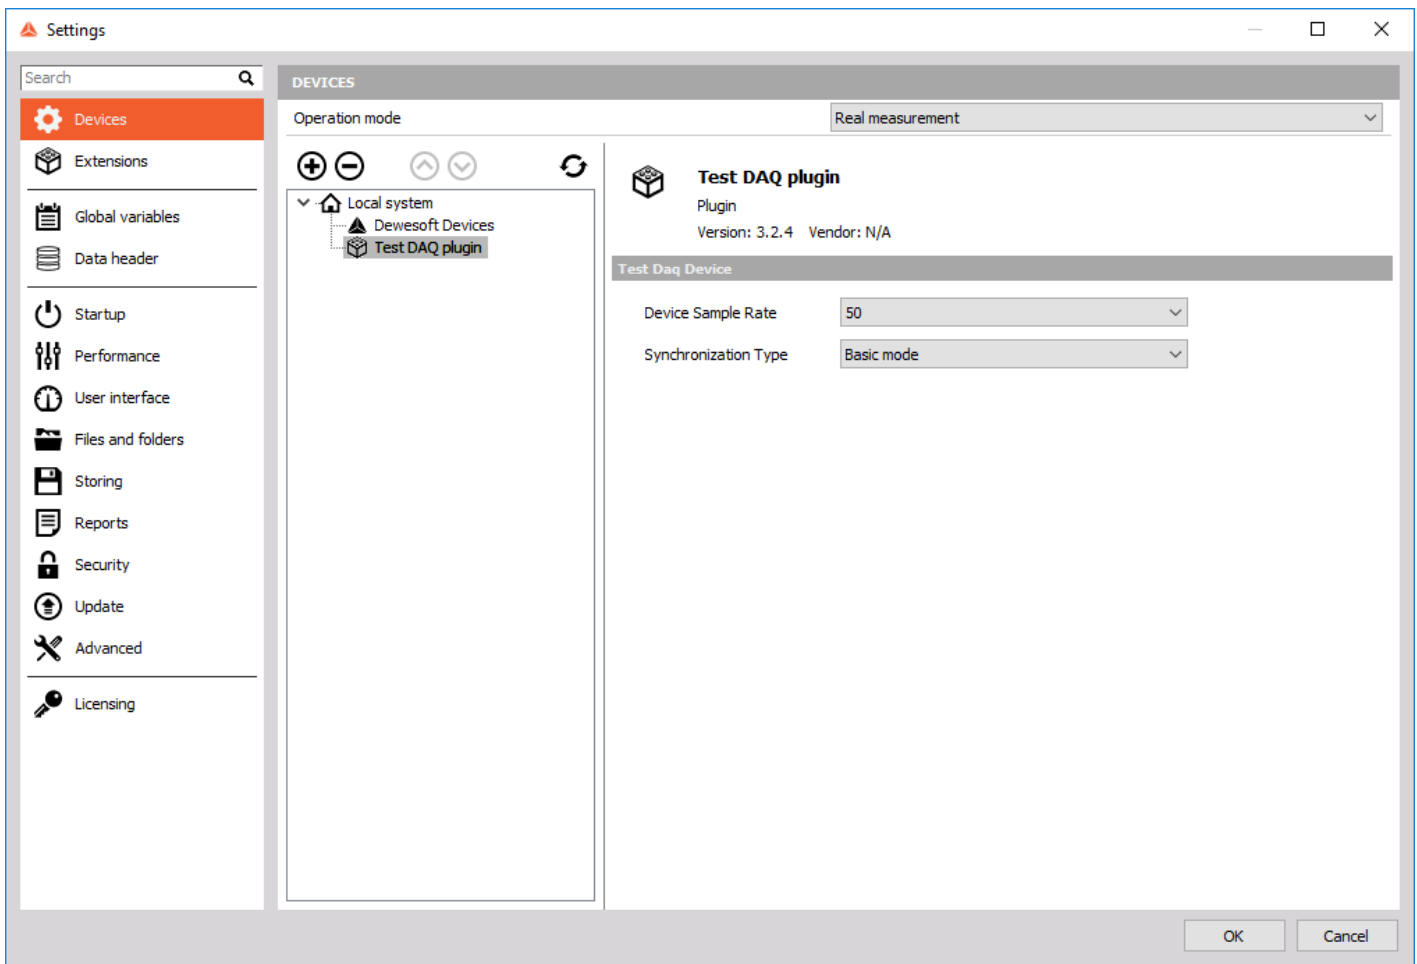 Settings
Search
Devices
Extensions
Global variables
Data header
Startup
Performance
User interface
Files and folders
Storing
Reports
Security
Update
Advanced
Licensing
DEVICES
Operation mode
Real measurement
Local system
Dewesoft Devices
Test DAQ plugin
Test DAQ plugin
Plugin
Version: 3.2.4 Vendor: N/A
Test Daq Device
Device Sample Rate
50
Synchronization Type
Basic mode
OK
Cancel